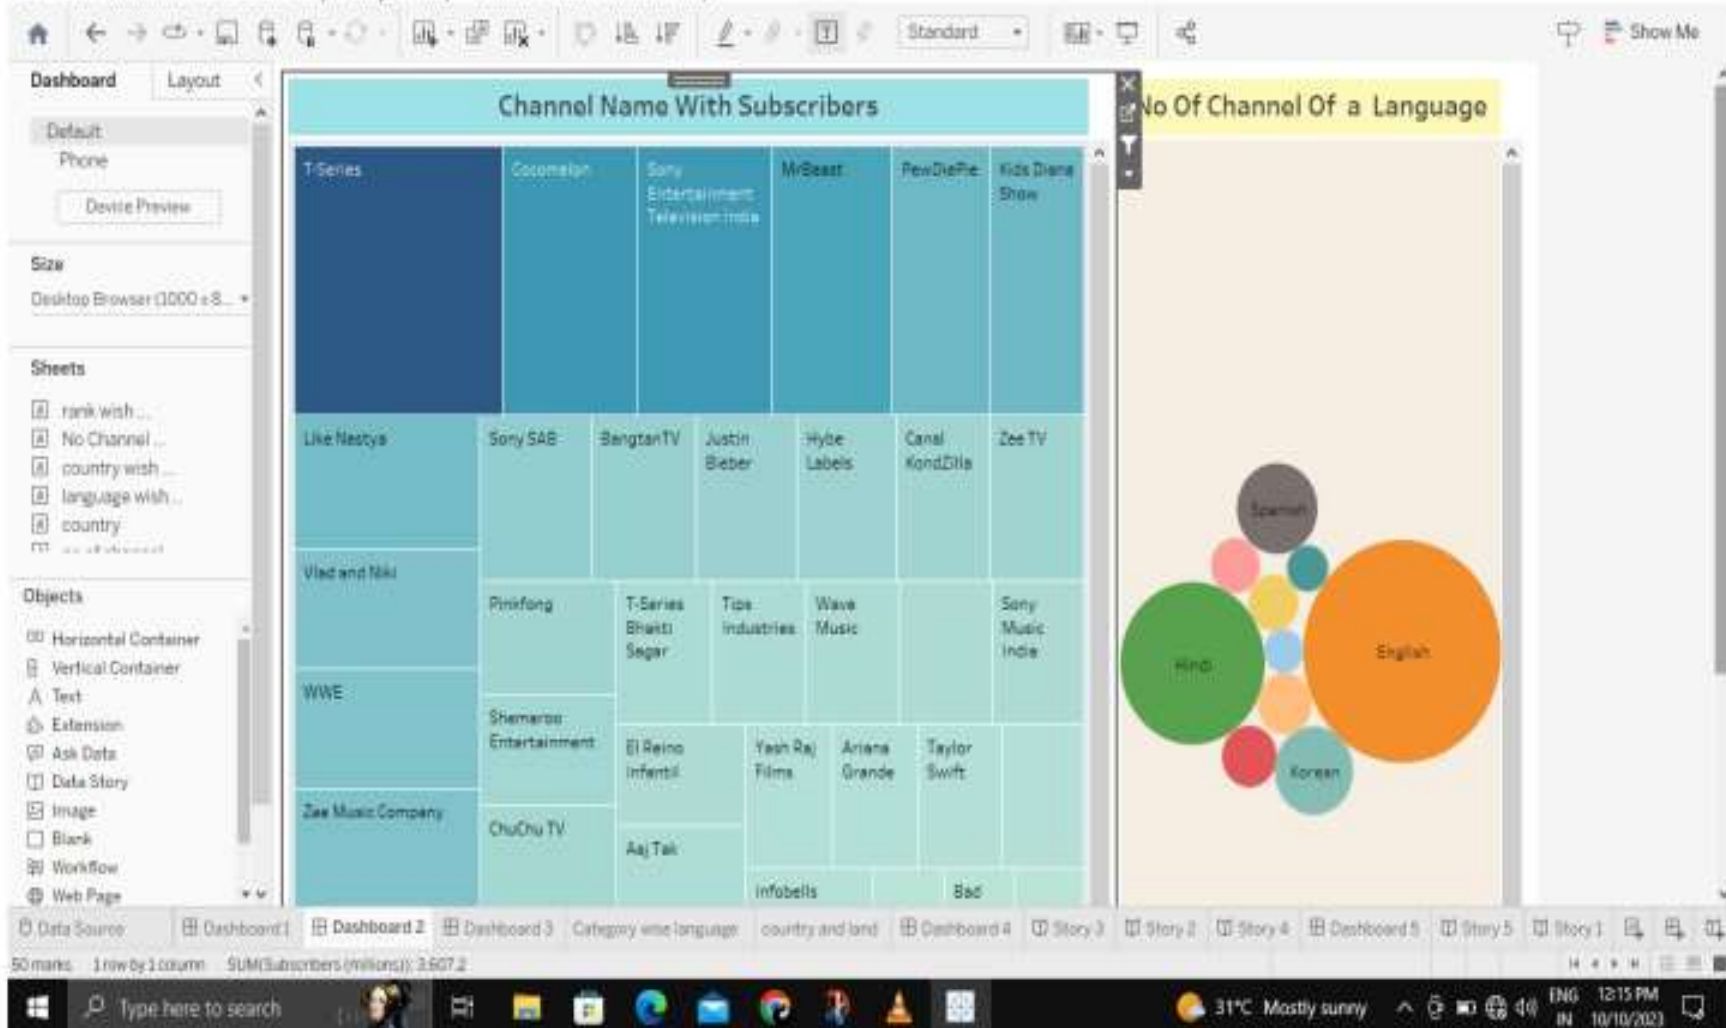 Standard
Show Me
Dashboard
Layout
Default
Phone
Device Preview
Size
Desktop Browser (1000 x 8...
Sheets
rank wish ...
No Channel ...
country wish ...
language wish ...
country
Objects
Horizontal Container
Vertical Container
Text
Extension
Ask Data
Data Story
Image
Blank
Workflow
Web Page
Channel Name With Subscribers
T-Series
Cocomelon
Sony
Entertainment
Television India
MrBeast
PewDiePie
Kids Diana
Show
Like Nastya
Sony SAB
BangtanTV
Justin
Bieber
Hybe
Labels
Canal
KondZilla
Zee TV
Vlad and Niki
Pinkfong
T-Series
Bhakti
Sagar
Tips
Industries
Wave
Music
Sony
Music
India
WWE
Shemaroo
Entertainment
El Reino
Infantil
Yash Raj
Films
Ariana
Grande
Taylor
Swift
Zee Music Company
ChuChu TV
Aaj Tak
Infobells
Bad
No Of Channel Of a Language
Spanish
Hindi
English
Korean
Data Source
Dashboard 1
Dashboard 2
Dashboard 3
Category wise language
country and land
Dashboard 4
Story 3
Story 2
Story 4
Dashboard 5
Story 5
Story 1
50 marks
1 row by 1 column
SUM(Subscribers (millions)): 3,607.2
Type here to search
31°C Mostly sunny
ENG
IN
12:15 PM
10/10/2023